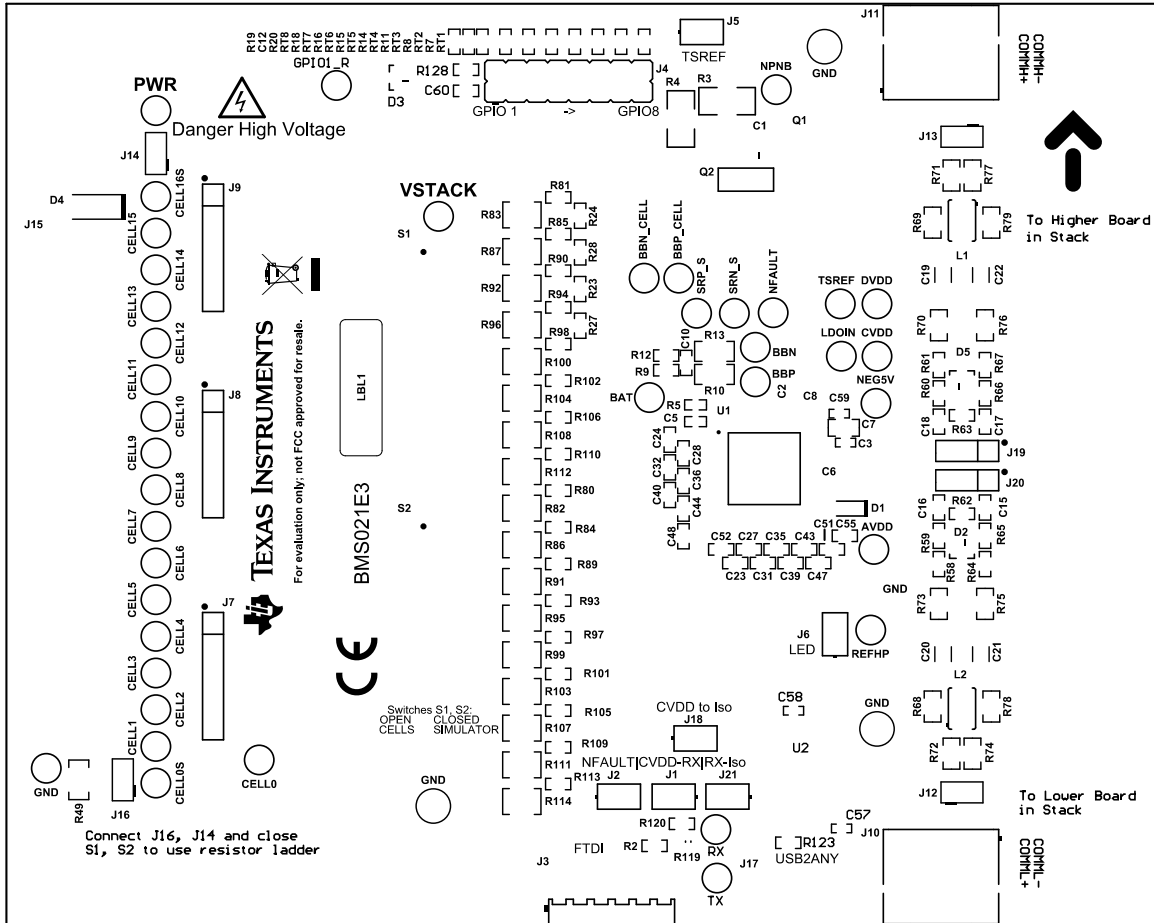 R19
C12
R20
RT8
R18
RT7
R16
RT6
R15
RT5
R14
RT4
R11
RT3
R8
RT2
R7
RT1
J5
TSREF
J11
COMMH-
COMMH+
GPIO1_R
R128
C60
D3
J4
GPIO 1 -> GPIO8
R4
R3
C1
NPNB
Q1
GND
PWR
Danger High Voltage
J14
J13
R71
R77
Q2
D4
J15
CELL16S
J9
VSTACK
S1
R81
R83
R85
R24
R87
R28
R90
R92
R23
R94
R96
R27
R98
BBN_CELL
BBP_CELL
SRP_S
SRN_S
NFAULT
R69
R79
L1
To Higher Board
in Stack
C19
C22
CELL15
CELL14
CELL13
CELL12
CELL11
CELL10
CELL9
CELL8
CELL7
CELL6
CELL5
CELL4
CELL3
CELL2
CELL1
CELL0S
TEXAS INSTRUMENTS
For evaluation only; not FCC approved for resale.
LBL1
BMS021E3
CE
J8
J7
S2
R100
R102
R104
R106
R108
R110
R112
R80
R82
R84
R86
R89
R91
R93
R95
R97
R99
R101
R103
R105
R107
R109
R111
R113
R114
TSREF
DVDD
LDOIN
CVDD
NEG5V
R12
R9
C10
R13
R10
BBN
BBP
C2
BAT
R5
C5
U1
C8
C59
C7
C3
C6
C24
C28
C32
C36
C40
C44
C48
D1
C51
C55
AVDD
C52
C27
C35
C43
C23
C31
C39
C47
GND
R70
R76
R61
D5
R67
R60
R66
C18
R63
C17
J19
J20
C16
R62
C15
R59
D2
R65
R58
R64
R73
R75
J6
LED
REFHP
C20
C21
L2
R68
R78
GND
R72
R74
J12
To Lower Board
in Stack
Switches S1, S2:
OPEN CLOSED
CELLS SIMULATOR
C58
CVDD to Iso
J18
U2
NFAULT|CVDD-RX|RX-Iso
J2
J1
J21
GND
R49
J16
CELL0
GND
Connect J16, J14 and close
S1, S2 to use resistor ladder
R120
R2
R119
RX
TX
J17
FTDI
J3
C57
R123
USB2ANY
J10
COMML-
COMML+